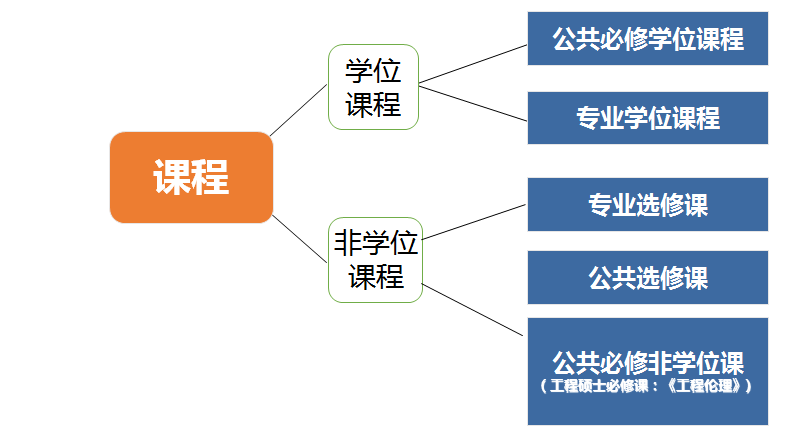 课程
学位
课程
公共必修学位课程
专业学位课程
非学位
课程
专业选修课
公共选修课
公共必修非学位课
（工程硕士必修课：《工程伦理》）